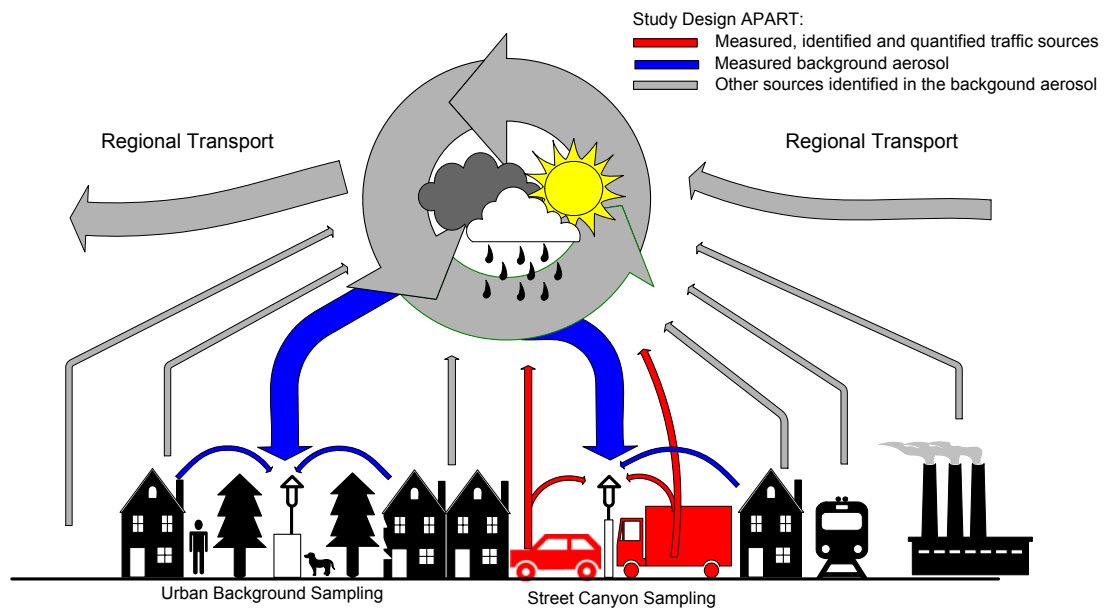 Study Design APART:
Measured, identified and quantified traffic sources
Measured background aerosol
Other sources identified in the backgound aerosol
Regional Transport
Regional Transport
Urban Background Sampling
Street Canyon Sampling